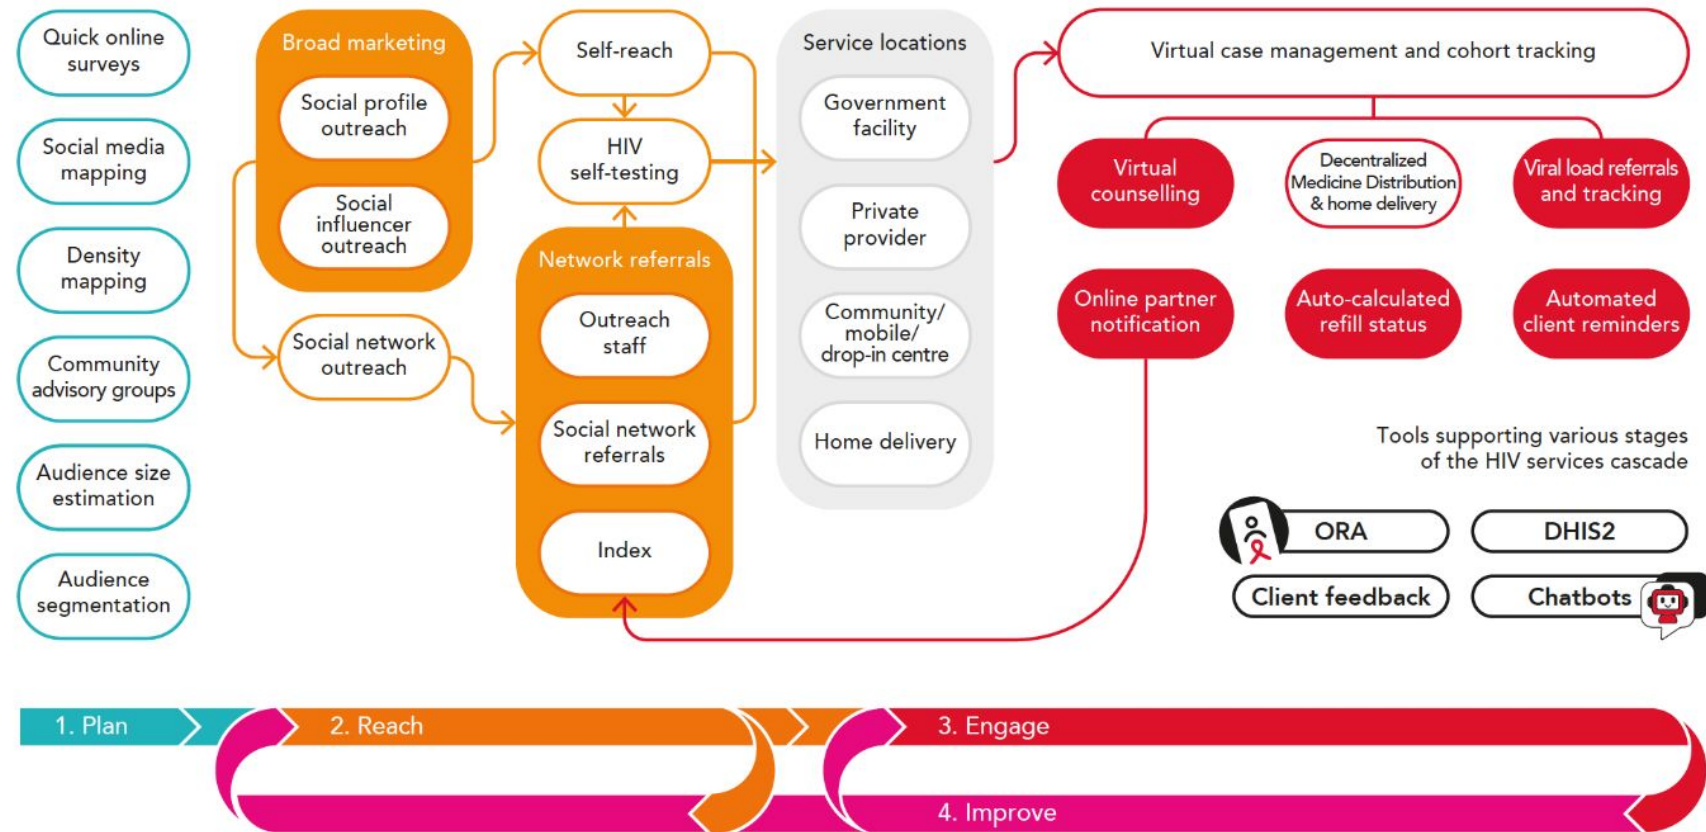 Quick online
surveys
Social media
mapping
Density
mapping
Community
advisory groups
Audience size
estimation
Audience
segmentation
Broad marketing
Social profile
outreach
Social
influencer
outreach
Social network
outreach
Self-reach
HIV
self-testing
Network referrals
Outreach
staff
Social network
referrals
Index
Service locations
Government
facility
Private
provider
Community/
mobile/
drop-in centre
Home delivery
Virtual case management and cohort tracking
Virtual
counselling
Decentralized
Medicine Distribution
& home delivery
Viral load referrals
and tracking
Online partner
notification
Auto-calculated
refill status
Automated
client reminders
Tools supporting various stages
of the HIV services cascade
ORA
DHIS2
Client feedback
Chatbots
1. Plan
2. Reach
3. Engage
4. Improve